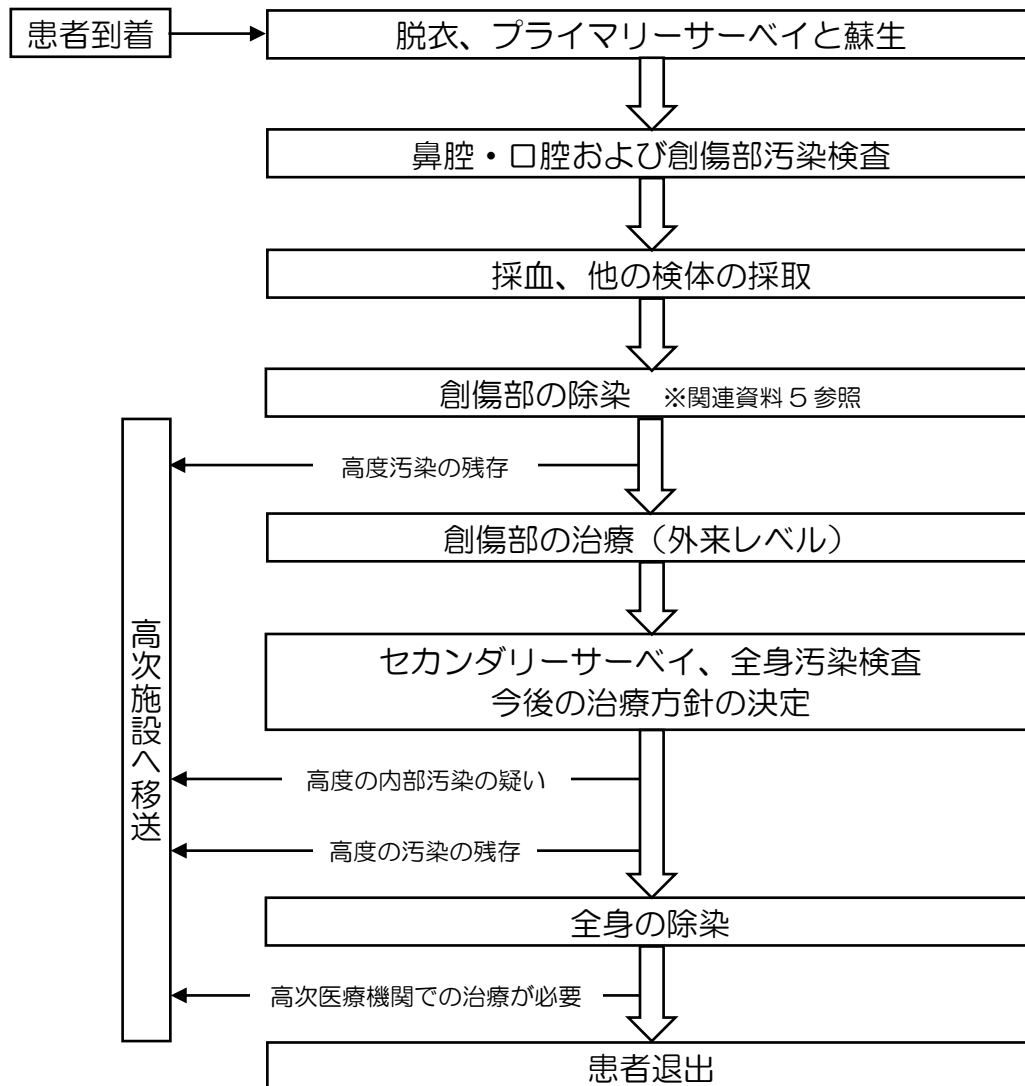 患者到着
脱衣、プライマリーサーベイと蘇生
鼻腔・口腔および創傷部汚染検査
採血、他の検体の採取
創傷部の除染 ※関連資料5参照
高度汚染の残存
創傷部の治療（外来レベル）
セカンダリーサーベイ、全身汚染検査
今後の治療方針の決定
高次施設へ移送
高度の内部汚染の疑い
高度の汚染の残存
全身の除染
高次医療機関での治療が必要
患者退出